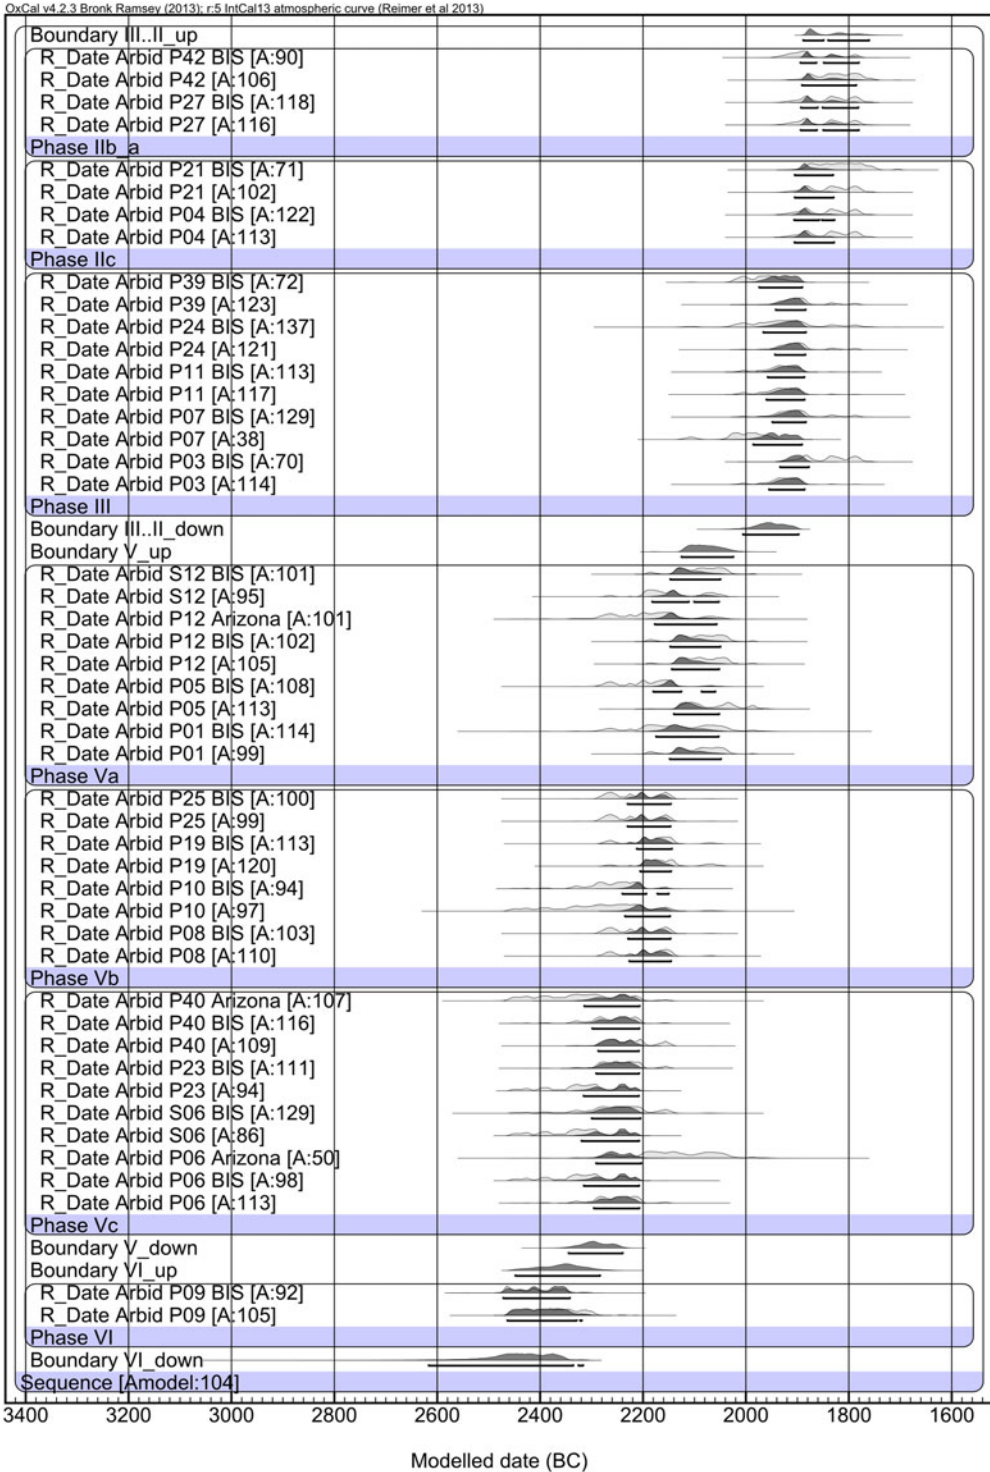 OxCal v4.2.3 Bronk Ramsey (2013); r:5 IntCal13 atmospheric curve (Reimer et al 2013)
Boundary III..II_up
R_Date Arbid P42 BIS [A:90]
R_Date Arbid P42 [A:106]
R_Date Arbid P27 BIS [A:118]
R_Date Arbid P27 [A:116]
Phase IIb_a
R_Date Arbid P21 BIS [A:71]
R_Date Arbid P21 [A:102]
R_Date Arbid P04 BIS [A:122]
R_Date Arbid P04 [A:113]
Phase IIc
R_Date Arbid P39 BIS [A:72]
R_Date Arbid P39 [A:123]
R_Date Arbid P24 BIS [A:137]
R_Date Arbid P24 [A:121]
R_Date Arbid P11 BIS [A:113]
R_Date Arbid P11 [A:117]
R_Date Arbid P07 BIS [A:129]
R_Date Arbid P07 [A:38]
R_Date Arbid P03 BIS [A:70]
R_Date Arbid P03 [A:114]
Phase III
Boundary III..II_down
Boundary V_up
R_Date Arbid S12 BIS [A:101]
R_Date Arbid S12 [A:95]
R_Date Arbid P12 Arizona [A:101]
R_Date Arbid P12 BIS [A:102]
R_Date Arbid P12 [A:105]
R_Date Arbid P05 BIS [A:108]
R_Date Arbid P05 [A:113]
R_Date Arbid P01 BIS [A:114]
R_Date Arbid P01 [A:99]
Phase Va
R_Date Arbid P25 BIS [A:100]
R_Date Arbid P25 [A:99]
R_Date Arbid P19 BIS [A:113]
R_Date Arbid P19 [A:120]
R_Date Arbid P10 BIS [A:94]
R_Date Arbid P10 [A:97]
R_Date Arbid P08 BIS [A:103]
R_Date Arbid P08 [A:110]
Phase Vb
R_Date Arbid P40 Arizona [A:107]
R_Date Arbid P40 BIS [A:116]
R_Date Arbid P40 [A:109]
R_Date Arbid P23 BIS [A:111]
R_Date Arbid P23 [A:94]
R_Date Arbid S06 BIS [A:129]
R_Date Arbid S06 [A:86]
R_Date Arbid P06 Arizona [A:50]
R_Date Arbid P06 BIS [A:98]
R_Date Arbid P06 [A:113]
Phase Vc
Boundary V_down
Boundary VI_up
R_Date Arbid P09 BIS [A:92]
R_Date Arbid P09 [A:105]
Phase VI
Boundary VI_down
Sequence [Amodel:104]
3400 3200 3000 2800 2600 2400 2200 2000 1800 1600
Modelled date (BC)